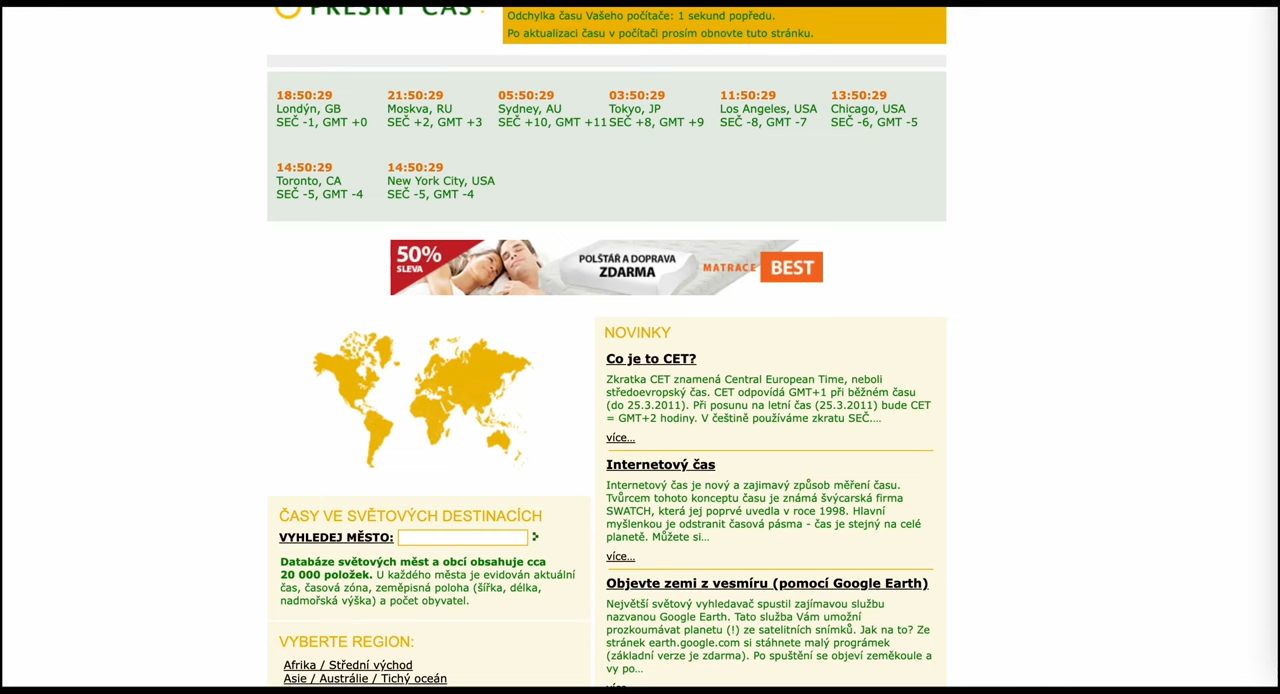 PŘESNÝ ČAS
Odchylka času Vašeho počítače: 1 sekund popředu.
Po aktualizaci času v počítači prosím obnovte tuto stránku.
18:50:29
Londýn, GB
SEČ -1, GMT +0
21:50:29
Moskva, RU
SEČ +2, GMT +3
05:50:29
Sydney, AU
SEČ +10, GMT +11
03:50:29
Tokyo, JP
SEČ +8, GMT +9
11:50:29
Los Angeles, USA
SEČ -8, GMT -7
13:50:29
Chicago, USA
SEČ -6, GMT -5
14:50:29
Toronto, CA
SEČ -5, GMT -4
14:50:29
New York City, USA
SEČ -5, GMT -4
50%
SLEVA
POLŠTÁŘ A DOPRAVA
ZDARMA
MATRACE BEST
ČASY VE SVĚTOVÝCH DESTINACÍCH
VYHLEDEJ MĚSTO:
Databáze světových měst a obcí obsahuje cca
20 000 položek. U každého města je evidován aktuální
čas, časová zóna, zeměpisná poloha (šířka, délka,
nadmořská výška) a počet obyvatel.
VYBERTE REGION:
Afrika / Střední východ
Asie / Austrálie / Tichý oceán
NOVINKY
Co je to CET?
Zkratka CET znamená Central European Time, neboli
středoevropský čas. CET odpovídá GMT+1 při běžném času
(do 25.3.2011). Při posunu na letní čas (25.3.2011) bude CET
= GMT+2 hodiny. V češtině používáme zkratu SEČ....
více...
Internetový čas
Internetový čas je nový a zajimavý způsob měření času.
Tvůrcem tohoto konceptu času je známá švýcarská firma
SWATCH, která jej poprvé uvedla v roce 1998. Hlavní
myšlenkou je odstranit časová pásma - čas je stejný na celé
planetě. Můžete si...
více...
Objevte zemi z vesmíru (pomocí Google Earth)
Největší světový vyhledavač spustil zajímavou službu
nazvanou Google Earth. Tato služba Vám umožní
prozkoumávat planetu (!) ze satelitních snímků. Jak na to? Ze
stránek earth.google.com si stáhnete malý prográmek
(základní verze je zdarma). Po spuštění se objeví zeměkoule a
vy po...
více...